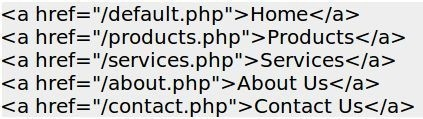 <a href="/default.php">Home</a>
<a href="/products.php">Products</a>
<a href="/services.php">Services</a>
<a href="/about.php">About Us</a>
<a href="/contact.php">Contact Us</a>